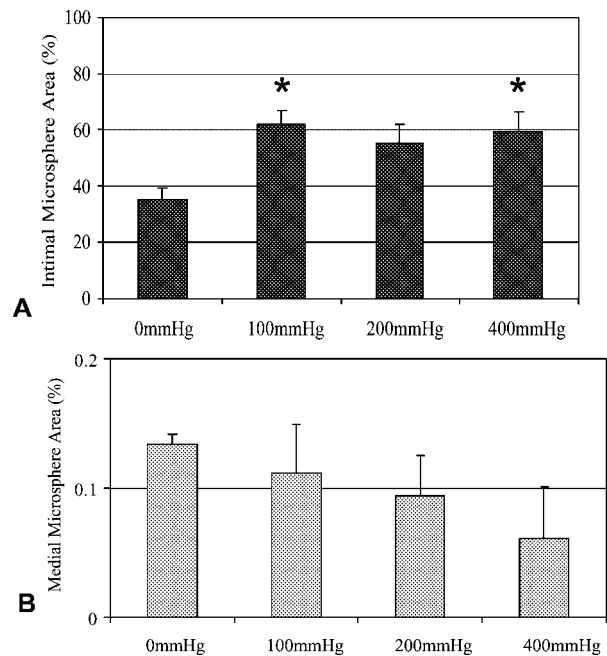 100
80
60
40
20
0
Intimal Microsphere Area (%)
*
*
A
0mmHg
100mmHg
200mmHg
400mmHg
0.2
0.1
0
Medial Microsphere Area (%)
B
0mmHg
100mmHg
200mmHg
400mmHg